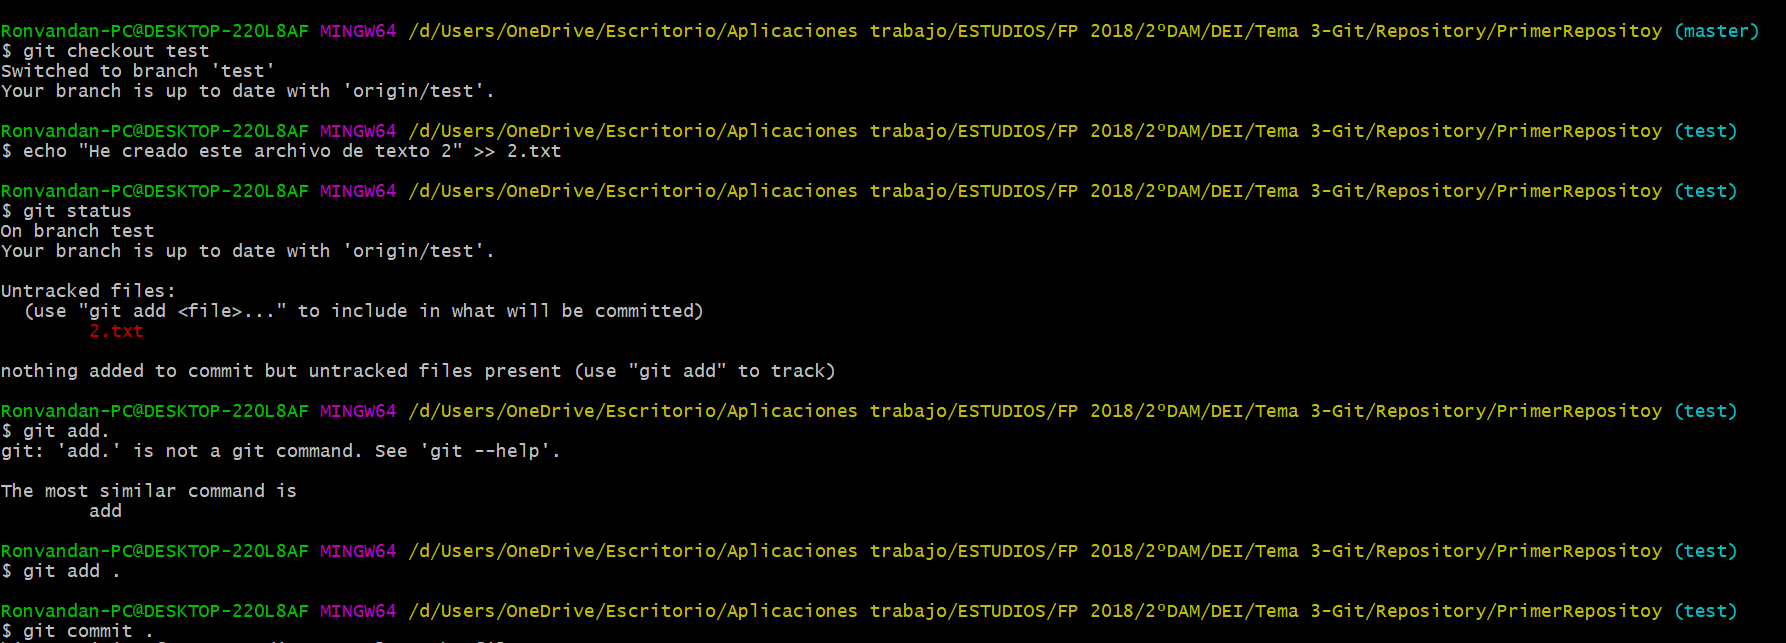 Ronvandan-PC@DESKTOP-220L8AF MINGW64 /d/Users/OneDrive/Escritorio/Aplicaciones trabajo/ESTUDIOS/FP 2018/2ºDAM/DEI/Tema 3-Git/Repository/PrimerRepositoy (master)
$ git checkout test
Switched to branch 'test'
Your branch is up to date with 'origin/test'.
Ronvandan-PC@DESKTOP-220L8AF MINGW64 /d/Users/OneDrive/Escritorio/Aplicaciones trabajo/ESTUDIOS/FP 2018/2ºDAM/DEI/Tema 3-Git/Repository/PrimerRepositoy (test)
$ echo "He creado este archivo de texto 2" >> 2.txt
Ronvandan-PC@DESKTOP-220L8AF MINGW64 /d/Users/OneDrive/Escritorio/Aplicaciones trabajo/ESTUDIOS/FP 2018/2ºDAM/DEI/Tema 3-Git/Repository/PrimerRepositoy (test)
$ git status
On branch test
Your branch is up to date with 'origin/test'.
Untracked files:
(use "git add <file>..." to include in what will be committed)
2.txt
nothing added to commit but untracked files present (use "git add" to track)
Ronvandan-PC@DESKTOP-220L8AF MINGW64 /d/Users/OneDrive/Escritorio/Aplicaciones trabajo/ESTUDIOS/FP 2018/2ºDAM/DEI/Tema 3-Git/Repository/PrimerRepositoy (test)
$ git add.
git: 'add.' is not a git command. See 'git --help'.
The most similar command is
add
Ronvandan-PC@DESKTOP-220L8AF MINGW64 /d/Users/OneDrive/Escritorio/Aplicaciones trabajo/ESTUDIOS/FP 2018/2ºDAM/DEI/Tema 3-Git/Repository/PrimerRepositoy (test)
$ git add .
Ronvandan-PC@DESKTOP-220L8AF MINGW64 /d/Users/OneDrive/Escritorio/Aplicaciones trabajo/ESTUDIOS/FP 2018/2ºDAM/DEI/Tema 3-Git/Repository/PrimerRepositoy (test)
$ git commit .